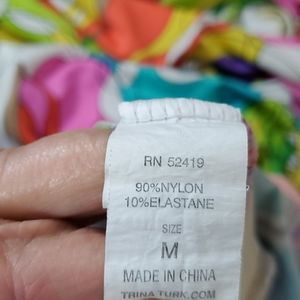 RN 52419
90%NYLON
10%ELASTANE
SIZE
M
MADE IN CHINA
TRINATURK.COM